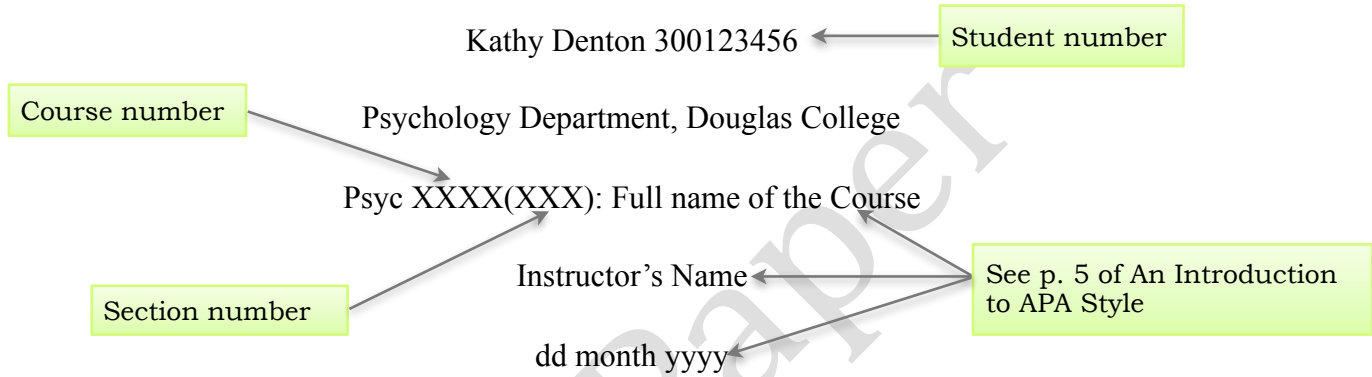 Kathy Denton 300123456
Student number
Course number
Psychology Department, Douglas College
Psyc XXXX(XXX): Full name of the Course
Instructor’s Name
See p. 5 of An Introduction
to APA Style
Section number
dd month yyyy
Paper